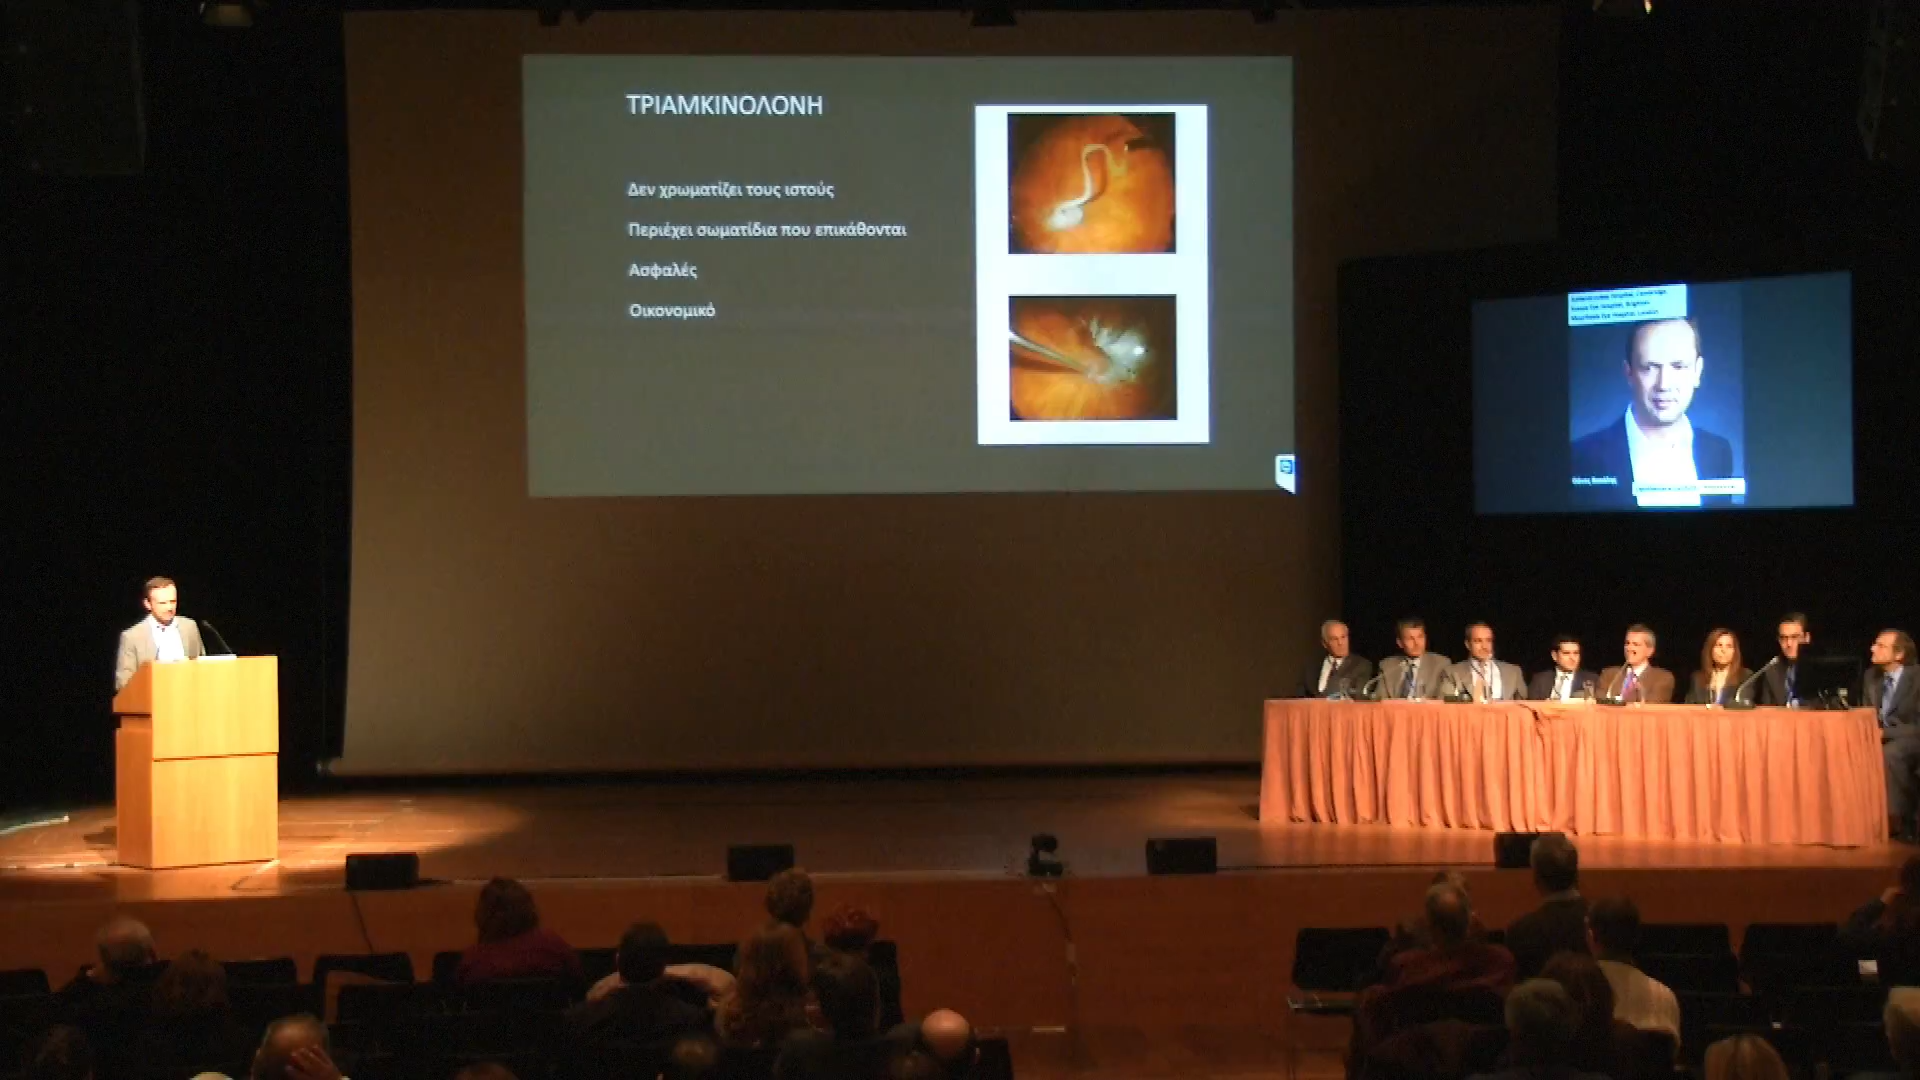 ΤΡΙΑΜΚΙΝΟΛΟΝΗ
Δεν χρωματίζει τους ιστούς
Περιέχει σωματίδια που επικάθονται
Ασφαλές
Οικονομικό